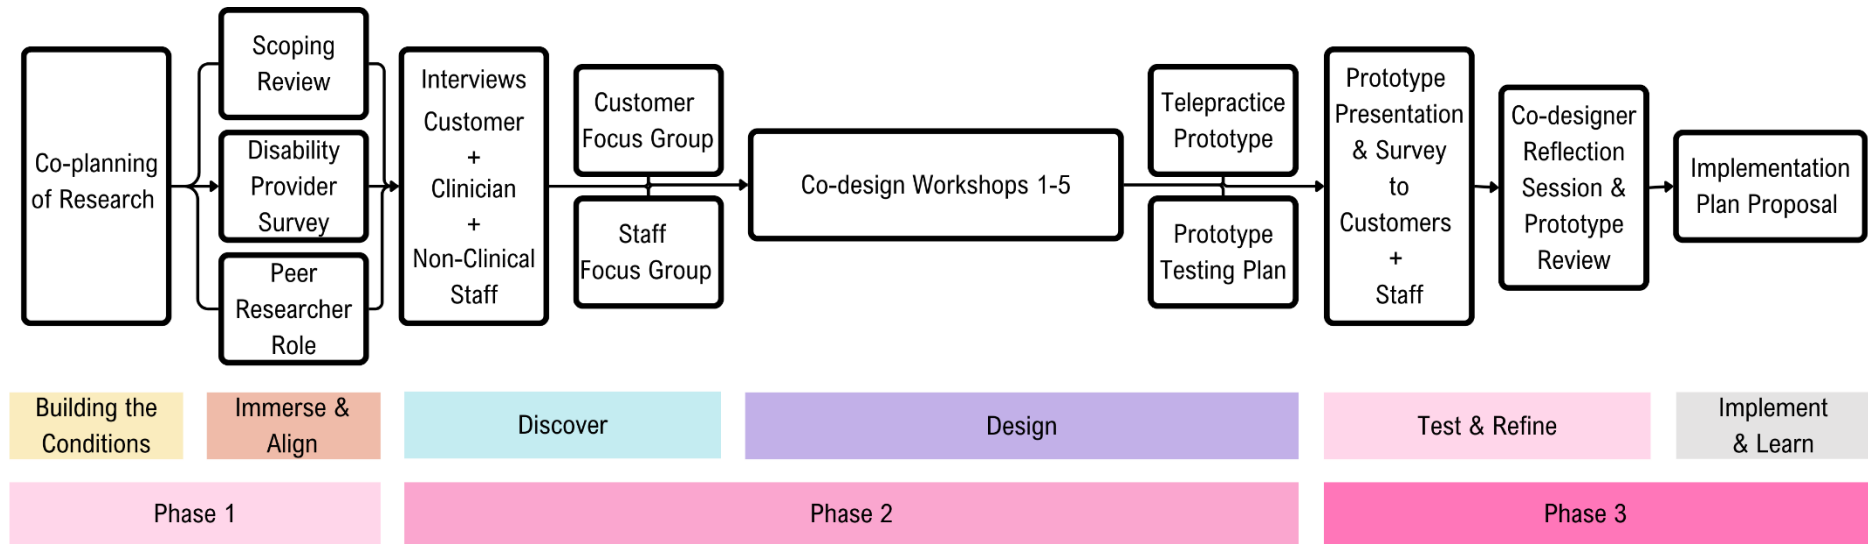 Co-planning
of Research
Scoping
Review
Disability
Provider
Survey
Peer
Researcher
Role
Interviews
Customer
+
Clinician
+
Non-Clinical
Staff
Customer
Focus Group
Staff
Focus Group
Co-design Workshops 1-5
Telepractice
Prototype
Prototype
Testing Plan
Prototype
Presentation
& Survey
to
Customers
+
Staff
Co-designer
Reflection
Session &
Prototype
Review
Implementation
Plan Proposal
Building the
Conditions
Immerse &
Align
Discover
Design
Test & Refine
Implement
& Learn
Phase 1
Phase 2
Phase 3